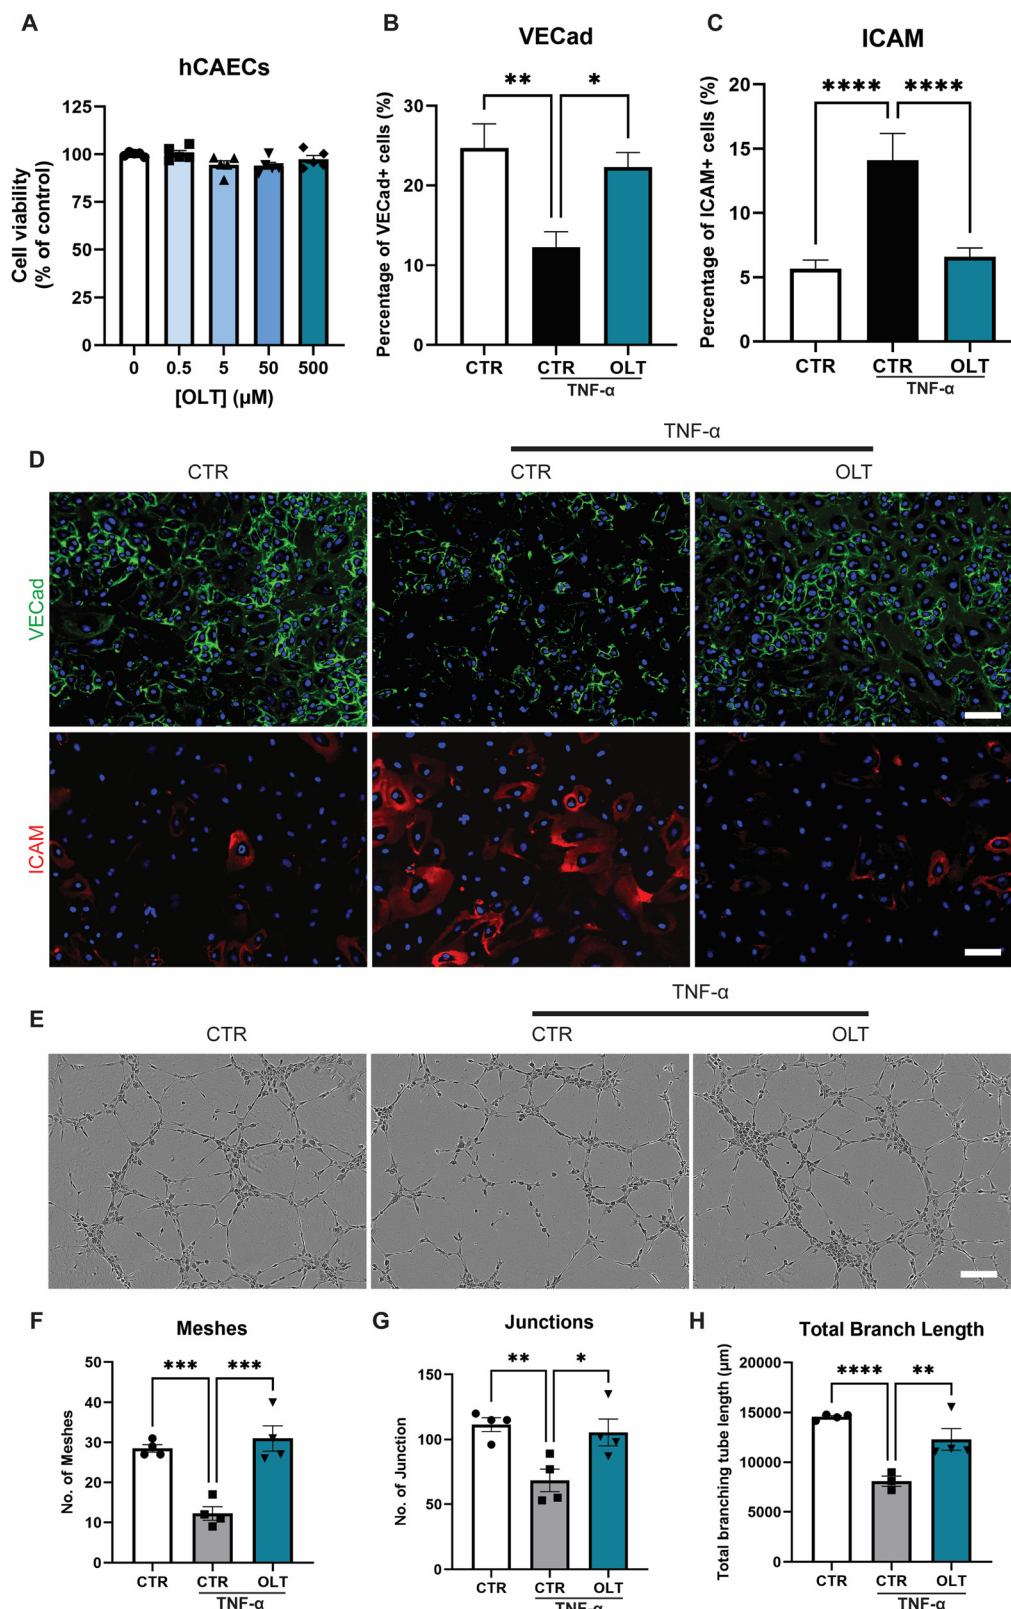 A
hCAECs
Cell viability
(% of control)
125
100
75
50
25
0
0 0.5 5 50 500
[OLT] (µM)
B
VECad
** *
Percentage of VECad+ cells (%)
30
20
10
0
CTR CTR OLT
TNF-α
C
ICAM
**** ****
Percentage of ICAM+ cells (%)
20
15
10
5
0
CTR CTR OLT
TNF-α
D
TNF-α
CTR CTR OLT
VECad
ICAM
E
TNF-α
CTR CTR OLT
F
Meshes
*** ***
No. of Meshes
50
40
30
20
10
0
CTR CTR OLT
TNF-α
G
Junctions
** *
No. of Junction
150
100
50
0
CTR CTR OLT
TNF-α
H
Total Branch Length
**** **
Total branching tube length (µm)
20000
15000
10000
5000
0
CTR CTR OLT
TNF-α